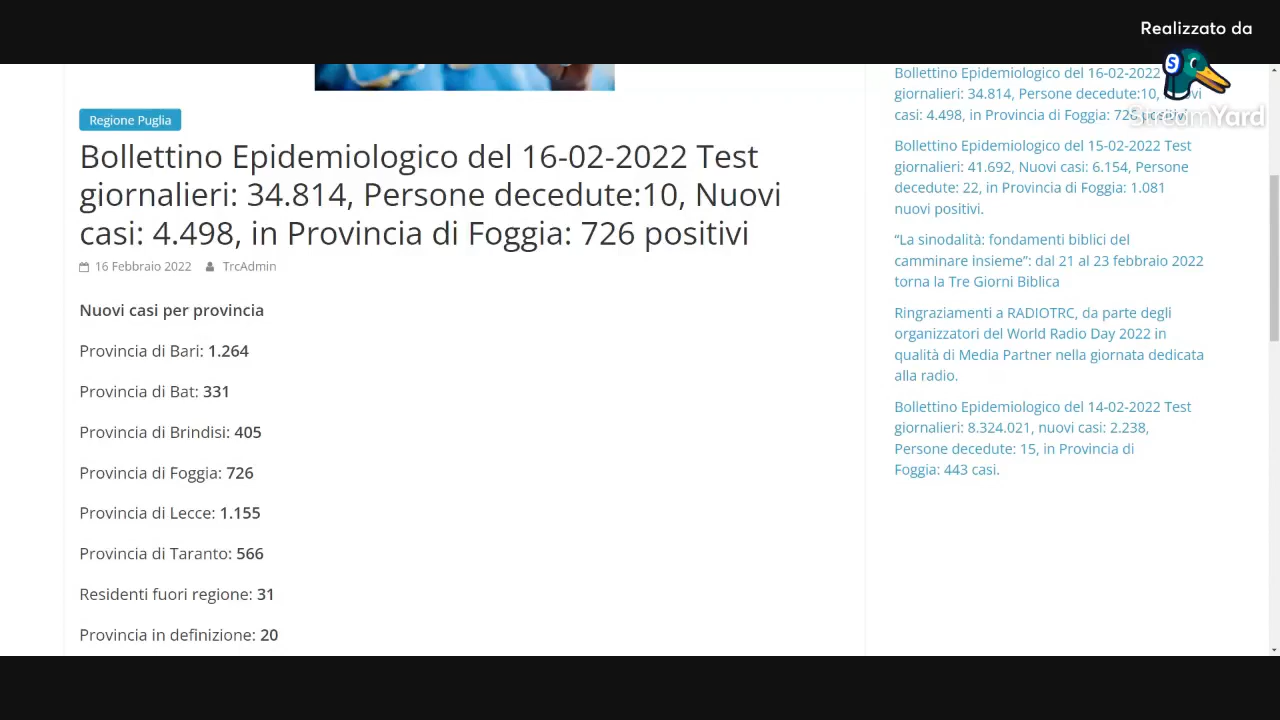 Realizzato da
StreamYard
Regione Puglia
Bollettino Epidemiologico del 16-02-2022 Test
giornalieri: 34.814, Persone decedute:10, Nuovi
casi: 4.498, in Provincia di Foggia: 726 positivi
16 Febbraio 2022 TrcAdmin
Nuovi casi per provincia
Provincia di Bari: 1.264
Provincia di Bat: 331
Provincia di Brindisi: 405
Provincia di Foggia: 726
Provincia di Lecce: 1.155
Provincia di Taranto: 566
Residenti fuori regione: 31
Provincia in definizione: 20
Bollettino Epidemiologico del 16-02-2022
giornalieri: 34.814, Persone decedute:10,
casi: 4.498, in Provincia di Foggia:
Bollettino Epidemiologico del 15-02-2022 Test
giornalieri: 41.692, Nuovi casi: 6.154, Persone
decedute: 22, in Provincia di Foggia: 1.081
nuovi positivi.
“La sinodalità: fondamenti biblici del
camminare insieme”: dal 21 al 23 febbraio 2022
torna la Tre Giorni Biblica
Ringraziamenti a RADIOTRC, da parte degli
organizzatori del World Radio Day 2022 in
qualità di Media Partner nella giornata dedicata
alla radio.
Bollettino Epidemiologico del 14-02-2022 Test
giornalieri: 8.324.021, nuovi casi: 2.238,
Persone decedute: 15, in Provincia di
Foggia: 443 casi.